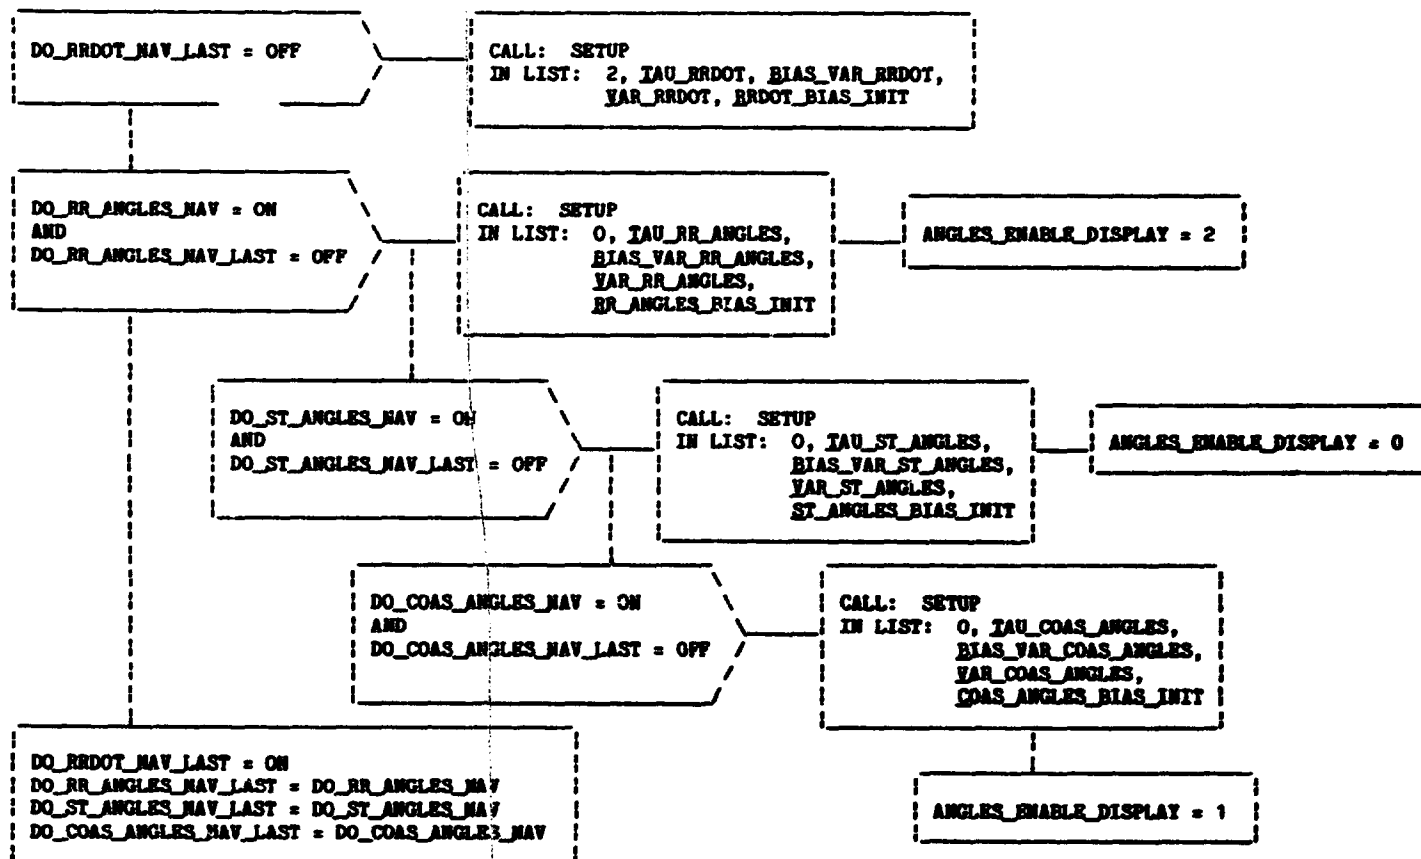 DO_RRDOT_NAV_LAST = OFF
CALL: SETUP
IN LIST: 2, TAU_RRDOT, BIAS_VAR_RRDOT,
VAR_RRDOT, RRDOT_BIAS_INIT
DO_RR_ANGLES_NAV = ON
AND
DO_RR_ANGLES_NAV_LAST = OFF
CALL: SETUP
IN LIST: 0, TAU_RR_ANGLES,
BIAS_VAR_RR_ANGLES,
VAR_RR_ANGLES,
RR_ANGLES_BIAS_INIT
ANGLES_ENABLE_DISPLAY = 2
DO_ST_ANGLES_NAV = ON
AND
DO_ST_ANGLES_NAV_LAST = OFF
CALL: SETUP
IN LIST: 0, TAU_ST_ANGLES,
BIAS_VAR_ST_ANGLES,
VAR_ST_ANGLES,
ST_ANGLES_BIAS_INIT
ANGLES_ENABLE_DISPLAY = 0
DO_COAS_ANGLES_NAV = ON
AND
DO_COAS_ANGLES_NAV_LAST = OFF
CALL: SETUP
IN LIST: 0, TAU_COAS_ANGLES,
BIAS_VAR_COAS_ANGLES,
VAR_COAS_ANGLES,
COAS_ANGLES_BIAS_INIT
ANGLES_ENABLE_DISPLAY = 1
DO_RRDOT_NAV_LAST = ON
DO_RR_ANGLES_NAV_LAST = DO_RR_ANGLES_NAV
DO_ST_ANGLES_NAV_LAST = DO_ST_ANGLES_NAV
DO_COAS_ANGLES_NAV_LAST = DO_COAS_ANGLES_NAV